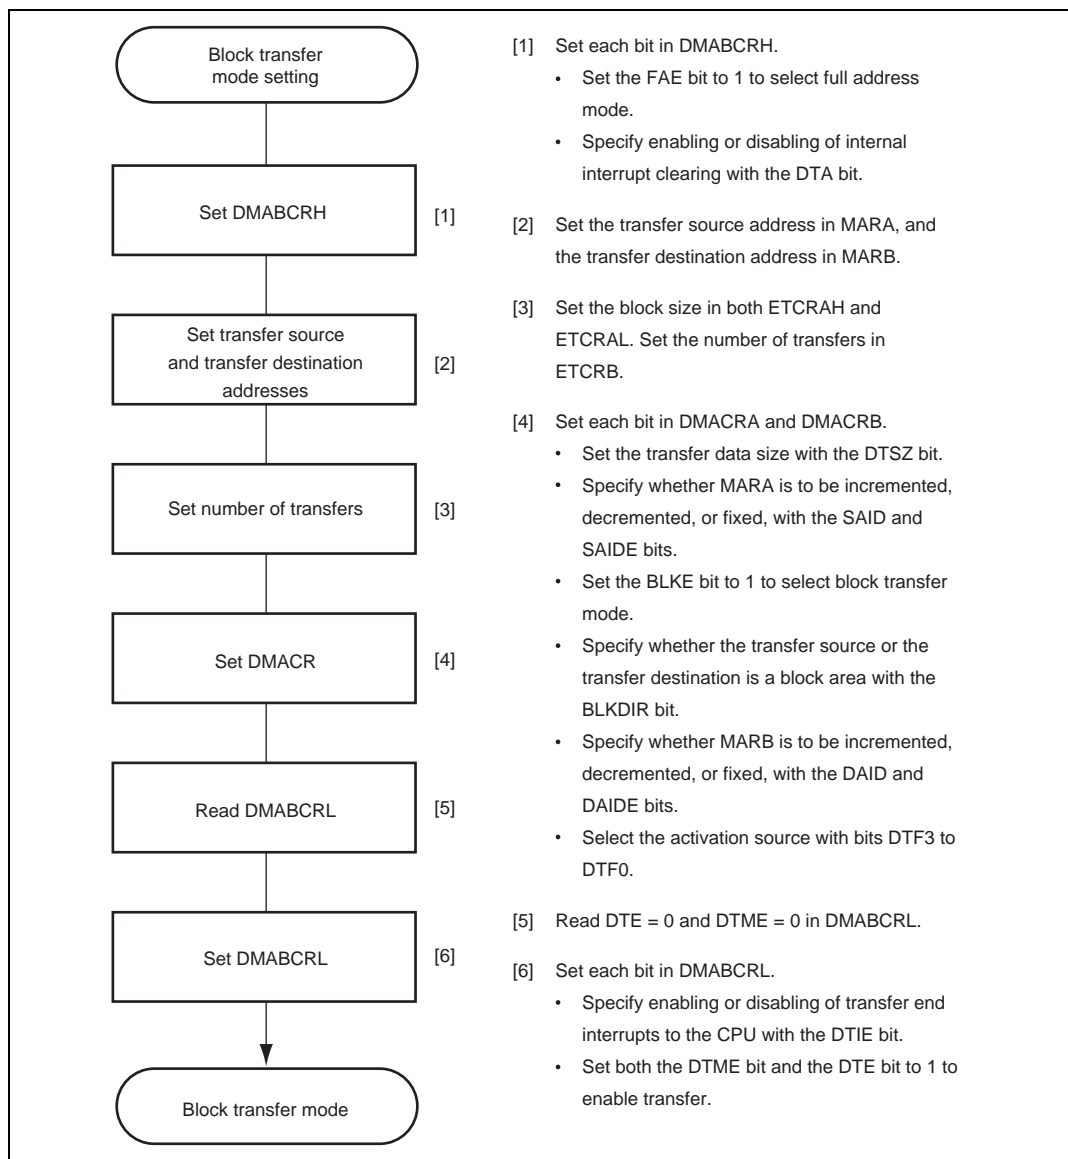 Block transfer
mode setting
Set DMABCRH
[1]
Set transfer source
and transfer destination
addresses
[2]
Set number of transfers
[3]
Set DMACR
[4]
Read DMABCRL
[5]
Set DMABCRL
[6]
Block transfer mode
[1] Set each bit in DMABCRH.
• Set the FAE bit to 1 to select full address
mode.
• Specify enabling or disabling of internal
interrupt clearing with the DTA bit.
[2] Set the transfer source address in MARA, and
the transfer destination address in MARB.
[3] Set the block size in both ETCRAH and
ETCRAL. Set the number of transfers in
ETCRB.
[4] Set each bit in DMACRA and DMACRB.
• Set the transfer data size with the DTSZ bit.
• Specify whether MARA is to be incremented,
decremented, or fixed, with the SAID and
SAIDE bits.
• Set the BLKE bit to 1 to select block transfer
mode.
• Specify whether the transfer source or the
transfer destination is a block area with the
BLKDIR bit.
• Specify whether MARB is to be incremented,
decremented, or fixed, with the DAID and
DAIDE bits.
• Select the activation source with bits DTF3 to
DTF0.
[5] Read DTE = 0 and DTME = 0 in DMABCRL.
[6] Set each bit in DMABCRL.
• Specify enabling or disabling of transfer end
interrupts to the CPU with the DTIE bit.
• Set both the DTME bit and the DTE bit to 1 to
enable transfer.